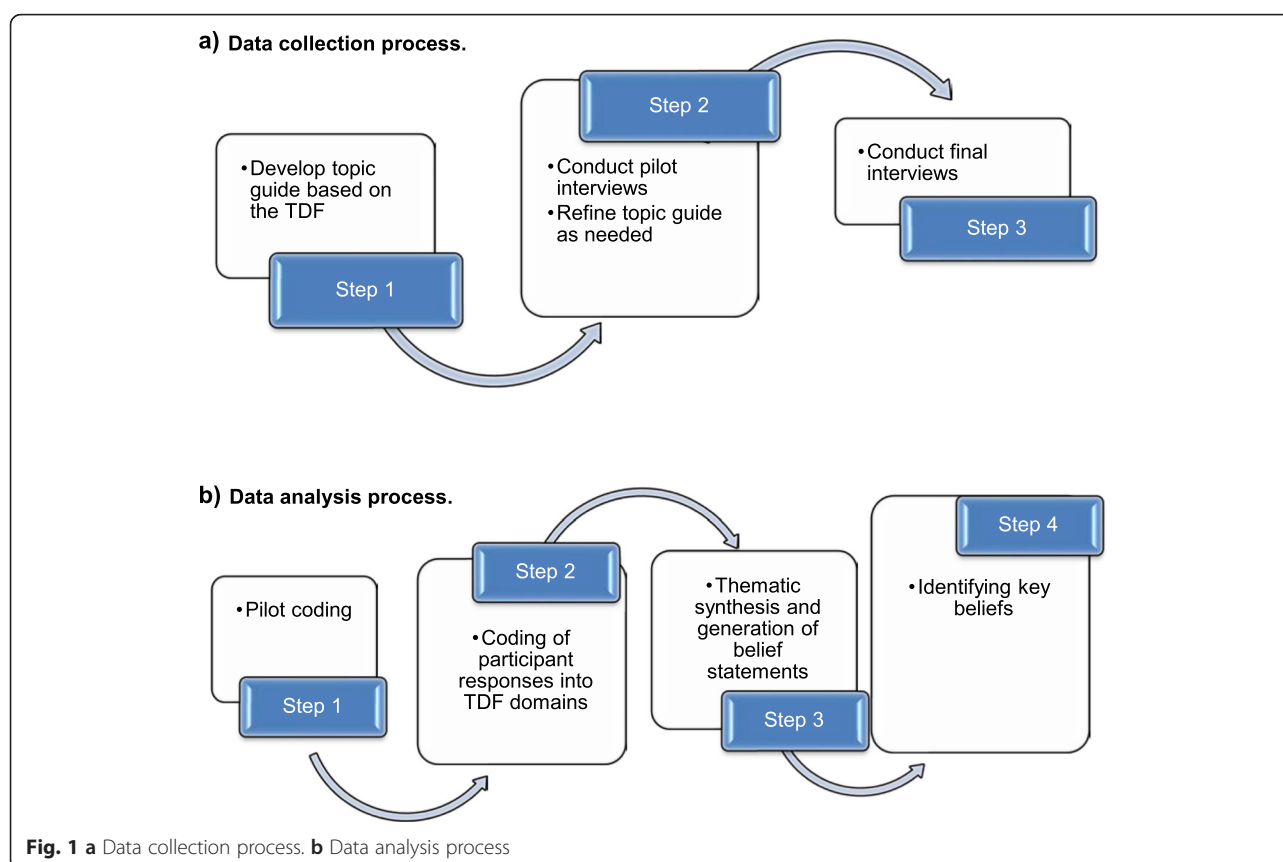 a) Data collection process.
Step 2
•Develop topic
guide based on
the TDF
Step 1
•Conduct pilot
interviews
•Refine topic guide
as needed
•Conduct final
interviews
Step 3
b) Data analysis process.
•Pilot coding
Step 1
Step 2
•Coding of
participant
responses into
TDF domains
•Thematic
synthesis and
generation of
belief
statements
Step 3
Step 4
•Identifying key
beliefs
Fig. 1 a Data collection process. b Data analysis process